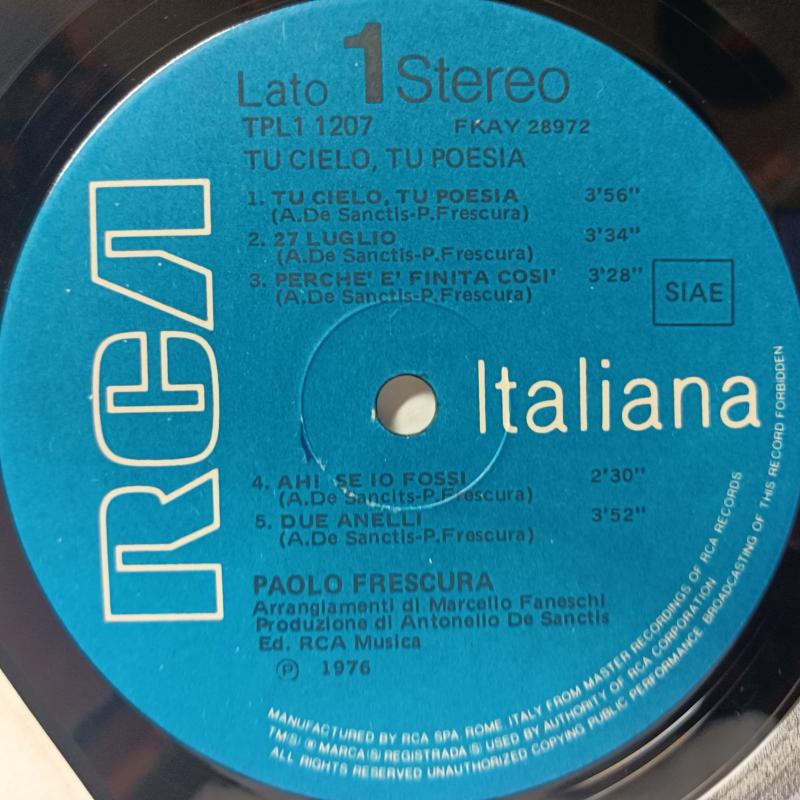 Lato 1 Stereo
TPL1 1207 FKAY 28972
TU CIELO, TU POESIA
1. TU CIELO, TU POESIA 3'56"
(A.De Sanctis-P.Frescura)
2. 27 LUGLIO 3'34"
(A.De Sanctis-P.Frescura)
3. PERCHE' E' FINITA COSI' 3'28"
(A.De Sanctis-P.Frescura)
SIAE
RCA
Italiana
4. AH! SE IO FOSSI 2'30"
(A.De Sanctis-P.Frescura)
5. DUE ANELLI 3'52"
(A.De Sanctis-P.Frescura)
PAOLO FRESCURA
Arrangiamenti di Marcello Faneschi
Produzione di Antonello De Sanctis
Ed. RCA Musica
℗ 1976
MANUFACTURED BY RCA SPA. ROME, ITALY FROM MASTER RECORDINGS OF RCA RECORDS
TM(S) ® MARCA(S) REGISTRADA(S) USED BY AUTHORITY OF RCA CORPORATION
ALL RIGHTS RESERVED UNAUTHORIZED COPYING PUBLIC PERFORMANCE BROADCASTING OF THIS RECORD FORBIDDEN